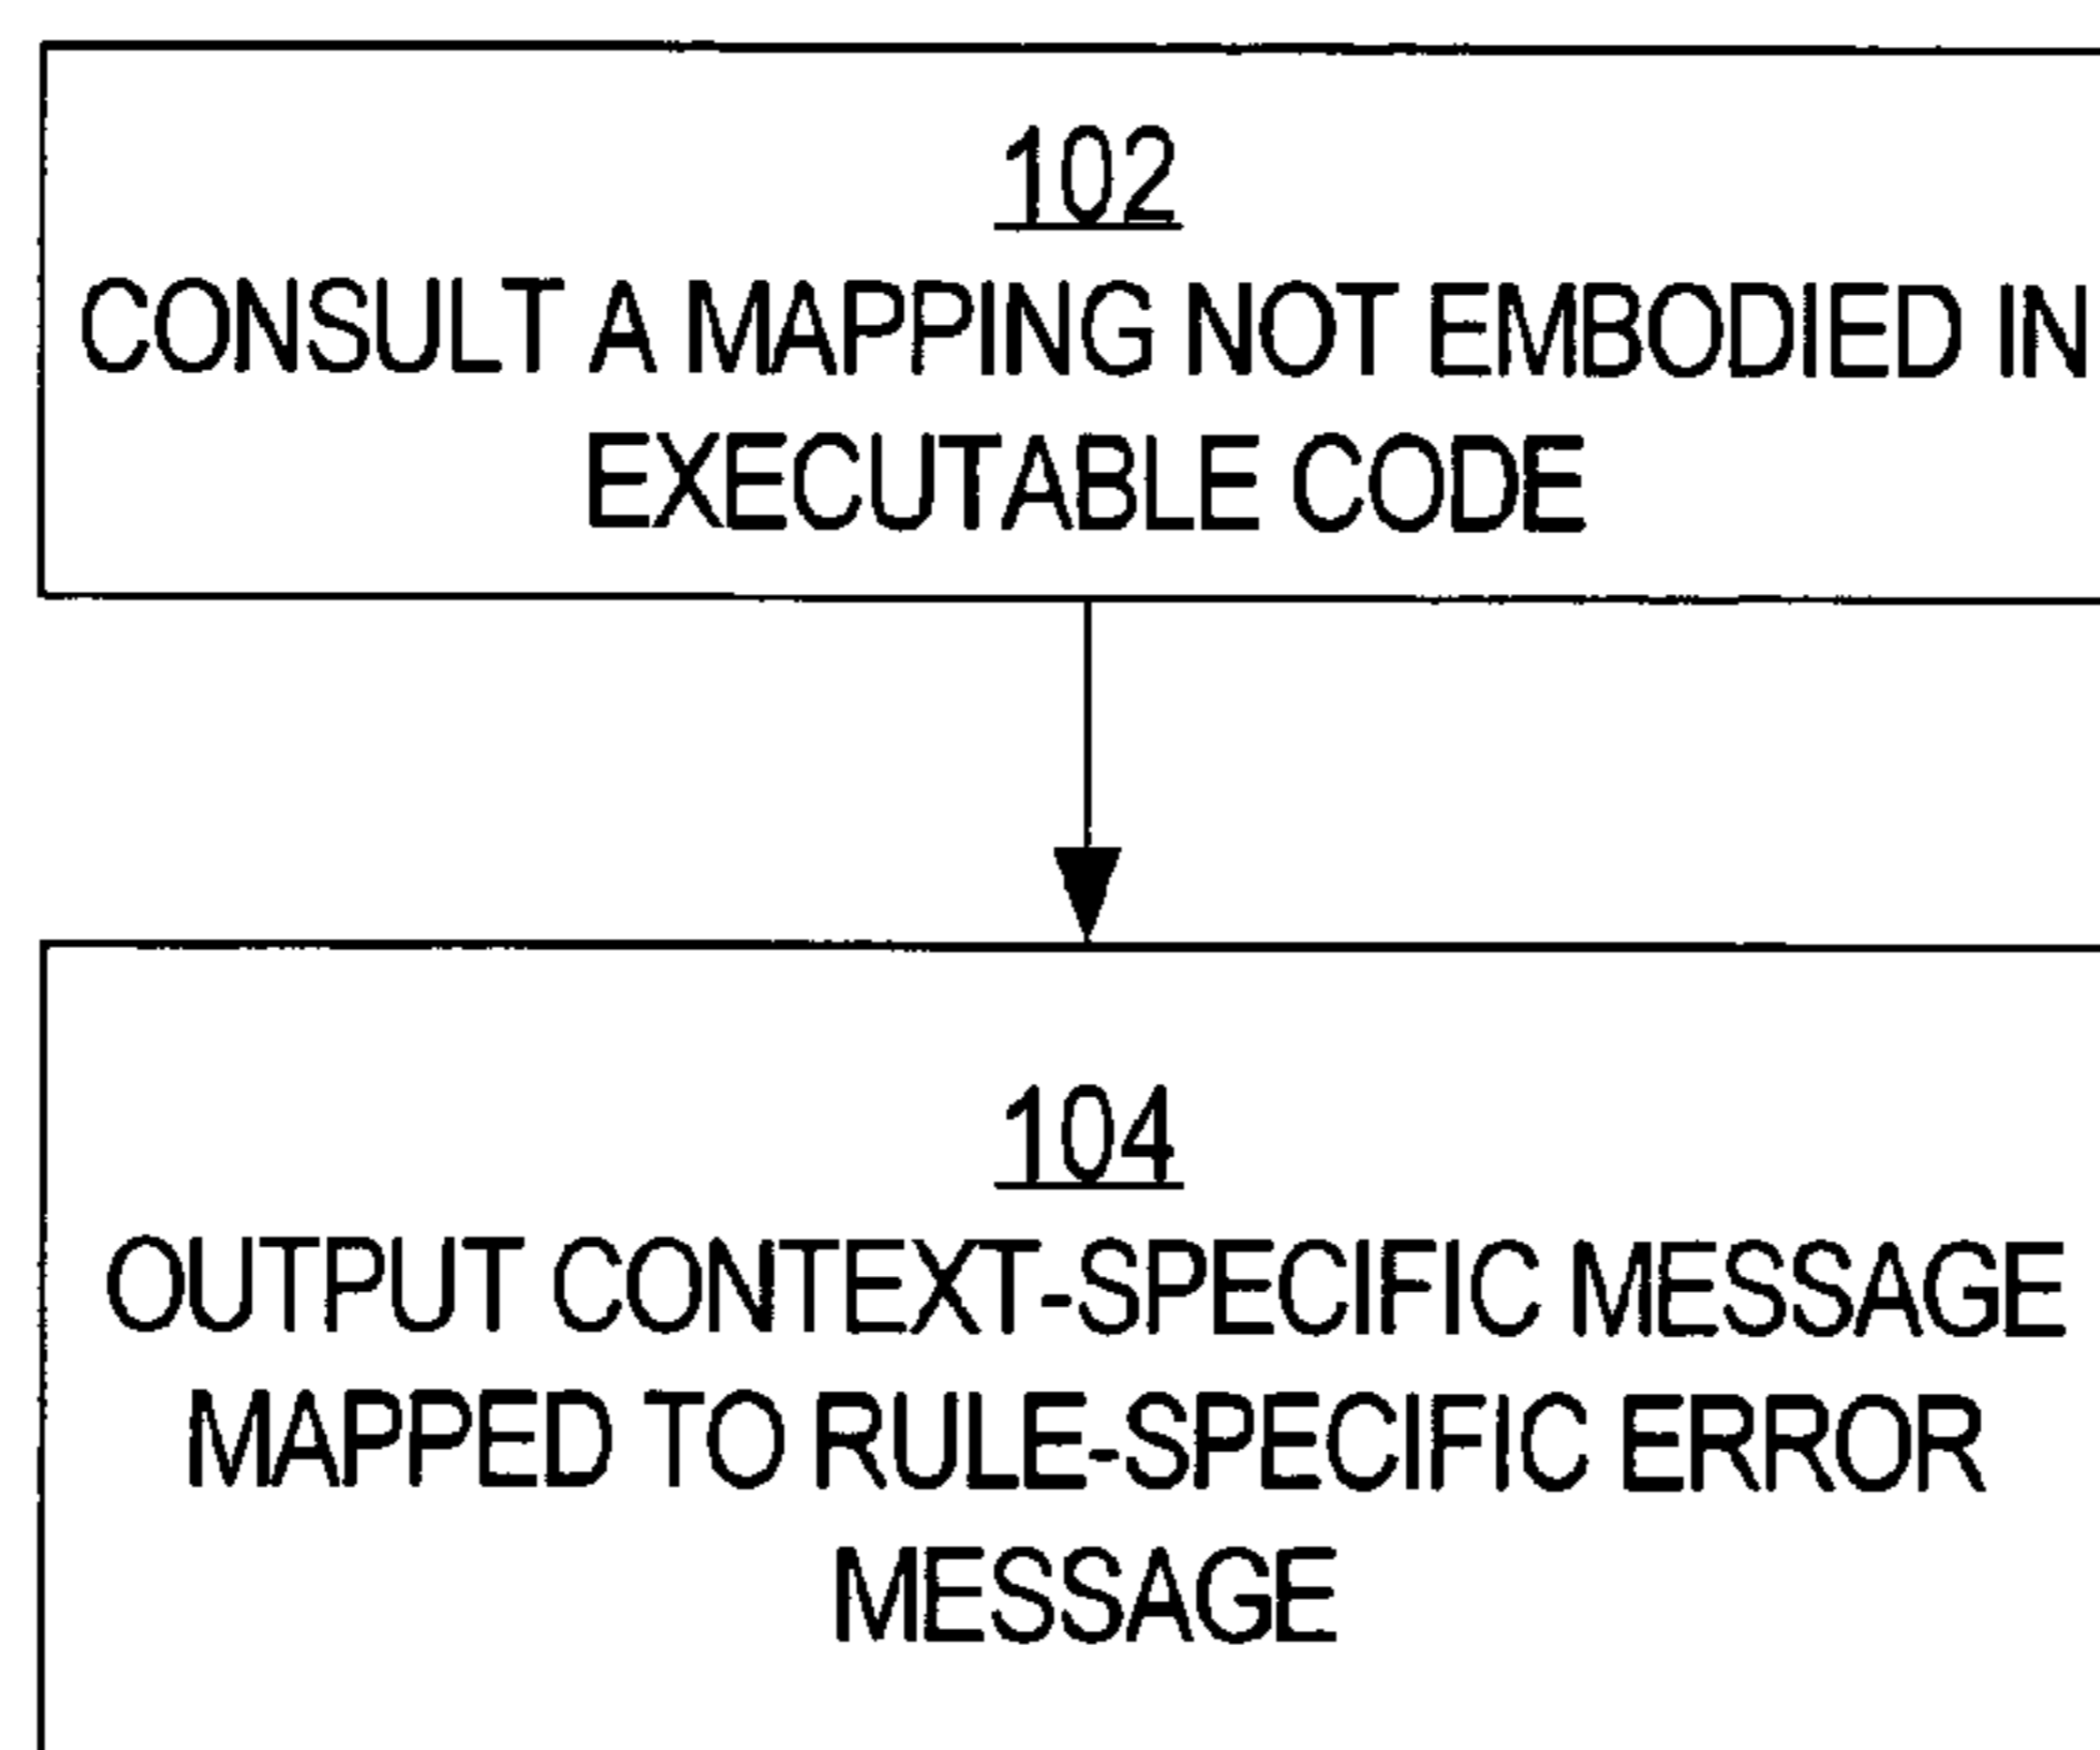 102
CONSULT A MAPPING NOT EMBODIED IN
EXECUTABLE CODE
104
OUTPUT CONTEXT-SPECIFIC MESSAGE
MAPPED TO RULE-SPECIFIC ERROR
MESSAGE